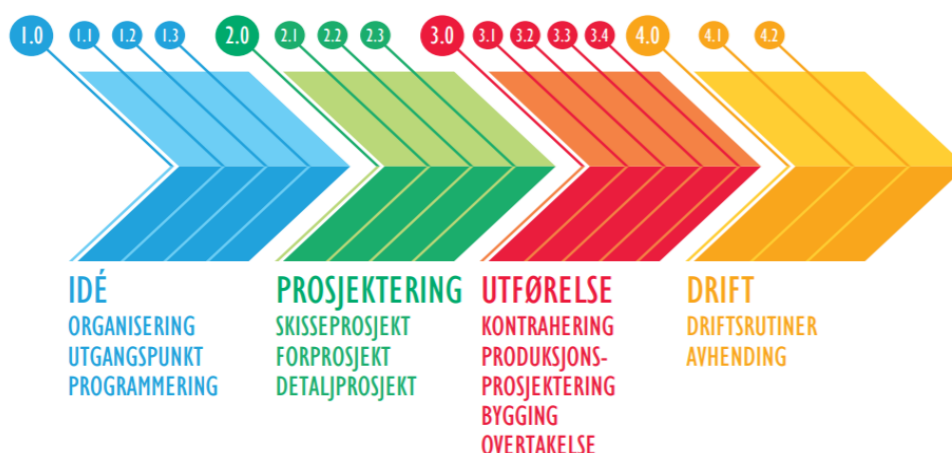 1.0 1.1 1.2 1.3 2.0 2.1 2.2 2.3 3.0 3.1 3.2 3.3 3.4 4.0 4.1 4.2
IDÉ
ORGANISERING
UTGANGSPUNKT
PROGRAMMERING
PROSJEKTERING
SKISSEPROSJEKT
FORPROSJEKT
DETALJPROSJEKT
UTFØRELSE
KONTRAHERING
PRODUKSJONS-
PROSJEKTERING
BYGGING
OVERTAKELSE
DRIFT
DRIFTSRUTINER
AVHENDING